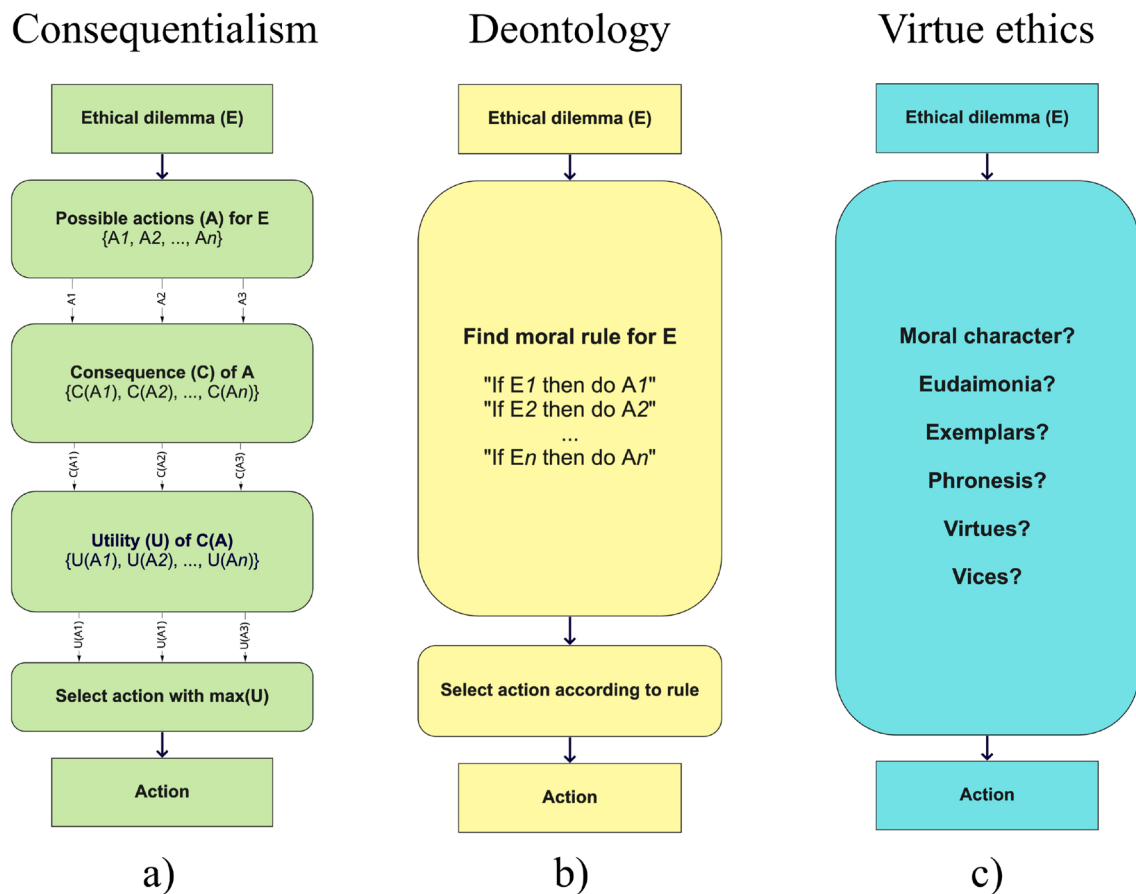 Consequentialism
Ethical dilemma (E)
Possible actions (A) for E
{A1, A2, ..., An}
A1
A2
A3
Consequence (C) of A
{C(A1), C(A2), ..., C(An)}
C(A1)
C(A2)
C(A3)
Utility (U) of C(A)
{U(A1), U(A2), ..., U(An)}
U(A1)
U(A1)
U(A3)
Select action with max(U)
Action
a)
Deontology
Ethical dilemma (E)
Find moral rule for E
"If E1 then do A1"
"If E2 then do A2"
...
"If En then do An"
Select action according to rule
Action
b)
Virtue ethics
Ethical dilemma (E)
Moral character?
Eudaimonia?
Exemplars?
Phronesis?
Virtues?
Vices?
Action
c)